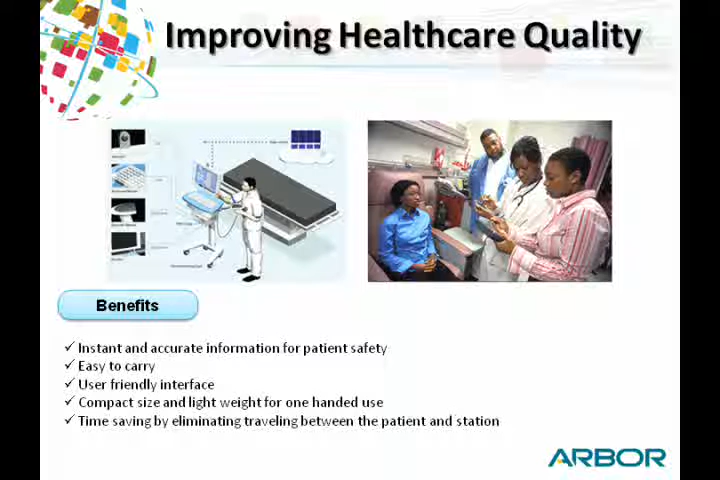 Improving Healthcare Quality
Benefits
✓ Instant and accurate information for patient safety
✓ Easy to carry
✓ User friendly interface
✓ Compact size and light weight for one handed use
✓ Time saving by eliminating traveling between the patient and station
ARBOR